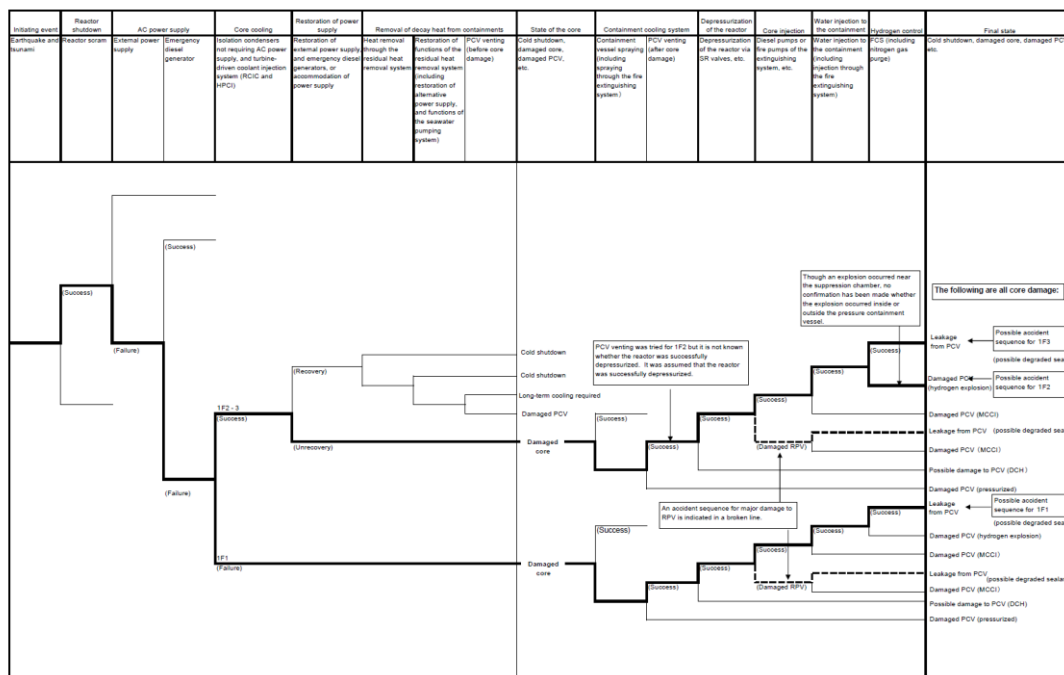 Initiating event
Reactor
shutdown
AC power supply
Core cooling
Restoration of power
supply
Removal of decay heat from containments
State of the core
Containment cooling system
Depressurization
of the reactor
Core injection
Water injection to
the containment
Hydrogen control
Final state
Earthquake and
tsunami
Reactor scram
External power
supply
Emergency
diesel
generator
Isolation condensers
not requiring AC power
supply, and turbine-
driven coolant injection
system (RCIC and
HPCI)
Restoration of
external power supply,
and emergency diesel
generators, or
accommodation of
power supply
Heat removal
through the
residual heat
removal system
Restoration of
functions of the
residual heat
removal system
(including
restoration of
alternative
power supply,
and functions of
the seawater
pumping
system)
PCV venting
(before core
damage)
Cold shutdown,
damaged core,
damaged PCV,
etc.
Containment
vessel spraying
(including
spraying
through the fire
extinguishing
system)
PCV venting
(after core
damage)
Depressurization
of the reactor via
SR valves, etc.
Diesel pumps or
fire pumps of the
extinguishing
system, etc.
Water injection to
the containment
(including
injection through
the fire
extinguishing
system)
FCS (including
nitrogen gas
purge)
Cold shutdown, damaged core, damaged PCV,
etc.
(Success)
(Success)
(Failure)
(Failure)
1F2 - 3
(Success)
(Recovery)
(Unrecovery)
Cold shutdown
Cold shutdown
Long-term cooling required
Damaged PCV
Damaged
core
PCV venting was tried for 1F2 but it is not known
whether the reactor was successfully
depressurized. It was assumed that the reactor
was successfully depressurized.
Though an explosion occurred near
the suppression chamber, no
confirmation has been made whether
the explosion occurred inside or
outside the pressure containment
vessel.
The following are all core damage:
(Success)
(Success)
(Success)
(Success)
(Success)
(Success)
(Damaged RPV)
Leakage
from PCV
Possible accident
sequence for 1F3
(possible degraded
Damaged
(hydrogen explosion)
Possible accident
sequence for 1F2
Damaged PCV (MCCI)
Leakage from PCV
(possible degraded
Damaged PCV (MCCI)
Possible damage to PCV (DCH)
Damaged PCV (pressurized)
An accident sequence for major damage to
RPV is indicated in a broken line.
1F1
(Failure)
Damaged
core
(Success)
(Success)
(Success)
(Success)
(Success)
(Success)
(Damaged RPV)
Leakage
from PCV
Possible accident
sequence for 1F1
(possible degraded
Damaged PCV (hydrogen explosion)
Damaged PCV (MCCI)
Leakage from PCV
(possible degraded
Damaged PCV (MCCI)
Possible damage to PCV (DCH)
Damaged PCV (pressurized)